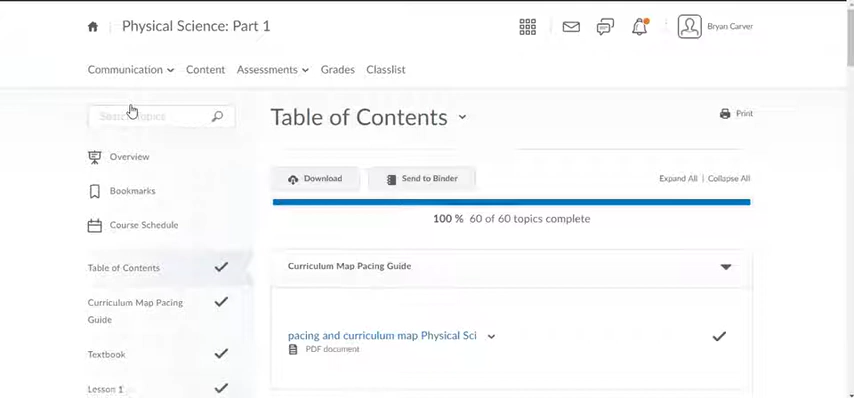 Physical Science: Part 1
Bryan Carver
Communication
Content
Assessments
Grades
Classlist
Search Topics
Table of Contents
Print
Overview
Bookmarks
Course Schedule
Download
Send to Binder
Expand All | Collapse All
100 % 60 of 60 topics complete
Table of Contents
Curriculum Map Pacing
Guide
Textbook
Lesson 1
Curriculum Map Pacing Guide
pacing and curriculum map Physical Sci
PDF document